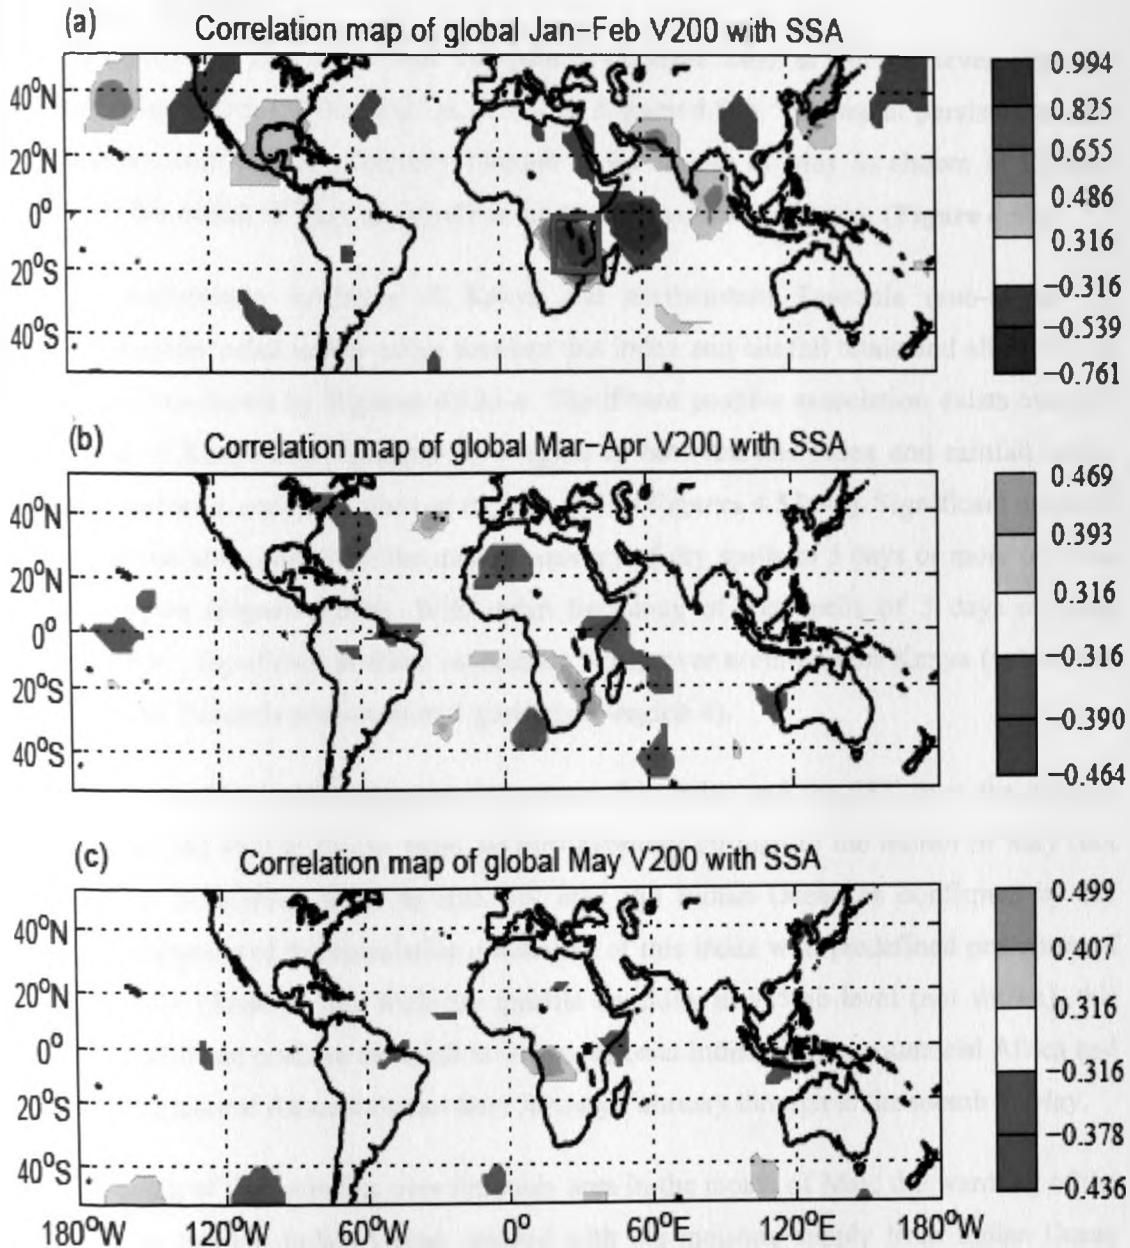 (a)
Correlation map of global Jan-Feb V200 with SSA
40°N
20°N
0°
20°S
40°S
0.994
0.825
0.655
0.486
0.316
-0.316
-0.539
-0.761
(b)
Correlation map of global Mar-Apr V200 with SSA
40°N
20°N
0°
20°S
40°S
0.469
0.393
0.316
-0.316
-0.390
-0.464
(c)
Correlation map of global May V200 with SSA
40°N
20°N
0°
20°S
40°S
0.499
0.407
0.316
-0.316
-0.378
-0.436
180°W 120°W 60°W 0° 60°E 120°E 180°W